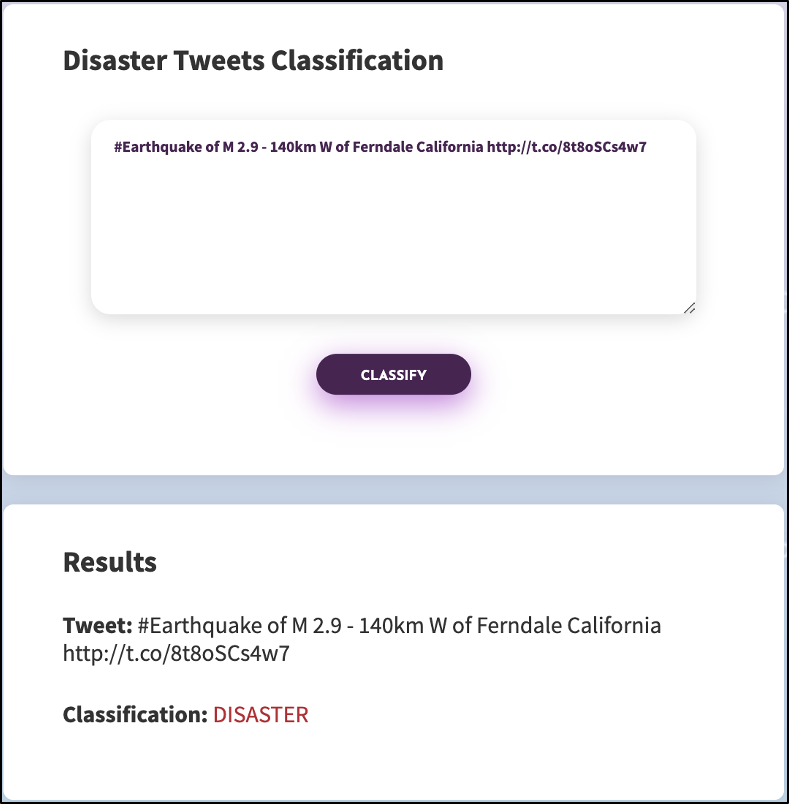 Disaster Tweets Classification
#Earthquake of M 2.9 - 140km W of Ferndale California http://t.co/8t8oSCs4w7
CLASSIFY
Results
Tweet: #Earthquake of M 2.9 - 140km W of Ferndale California
http://t.co/8t8oSCs4w7
Classification: DISASTER